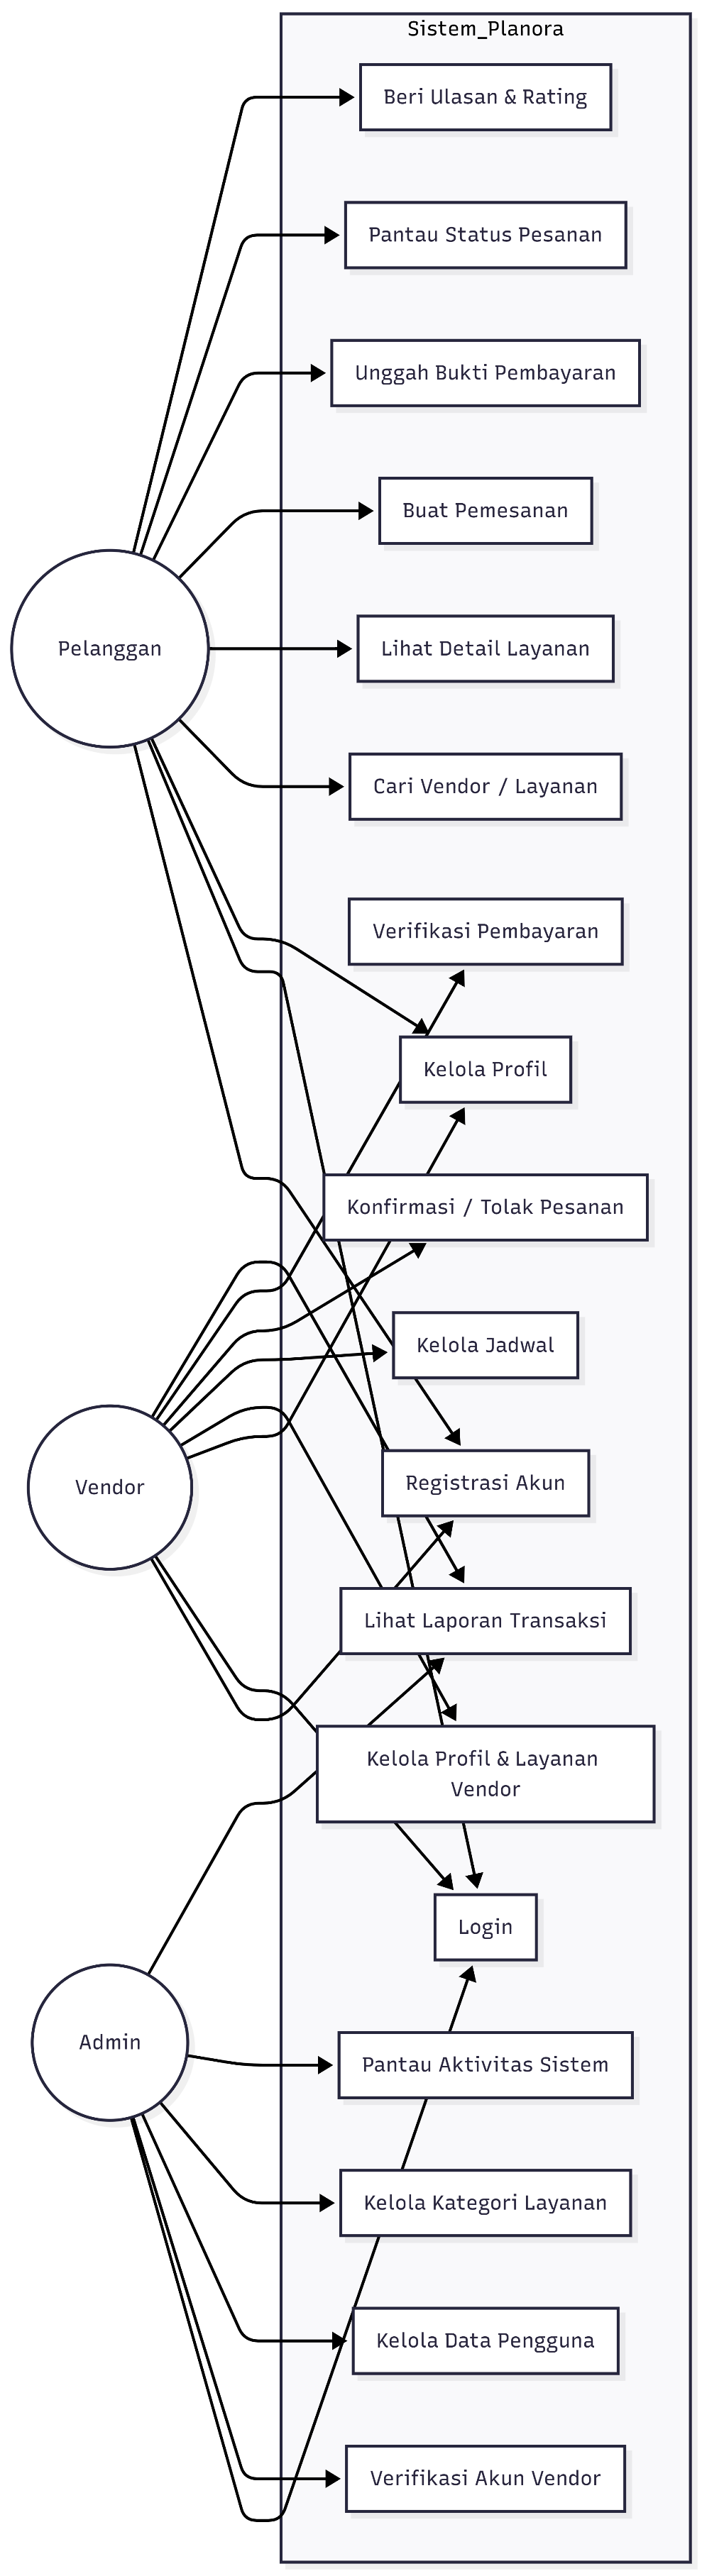 Sistem_Planora
Beri Ulasan & Rating
Pantau Status Pesanan
Unggah Bukti Pembayaran
Buat Pemesanan
Pelanggan
Lihat Detail Layanan
Cari Vendor / Layanan
Verifikasi Pembayaran
Kelola Profil
Konfirmasi / Tolak Pesanan
Kelola Jadwal
Vendor
Registrasi Akun
Lihat Laporan Transaksi
Kelola Profil & Layanan
Vendor
Login
Admin
Pantau Aktivitas Sistem
Kelola Kategori Layanan
Kelola Data Pengguna
Verifikasi Akun Vendor